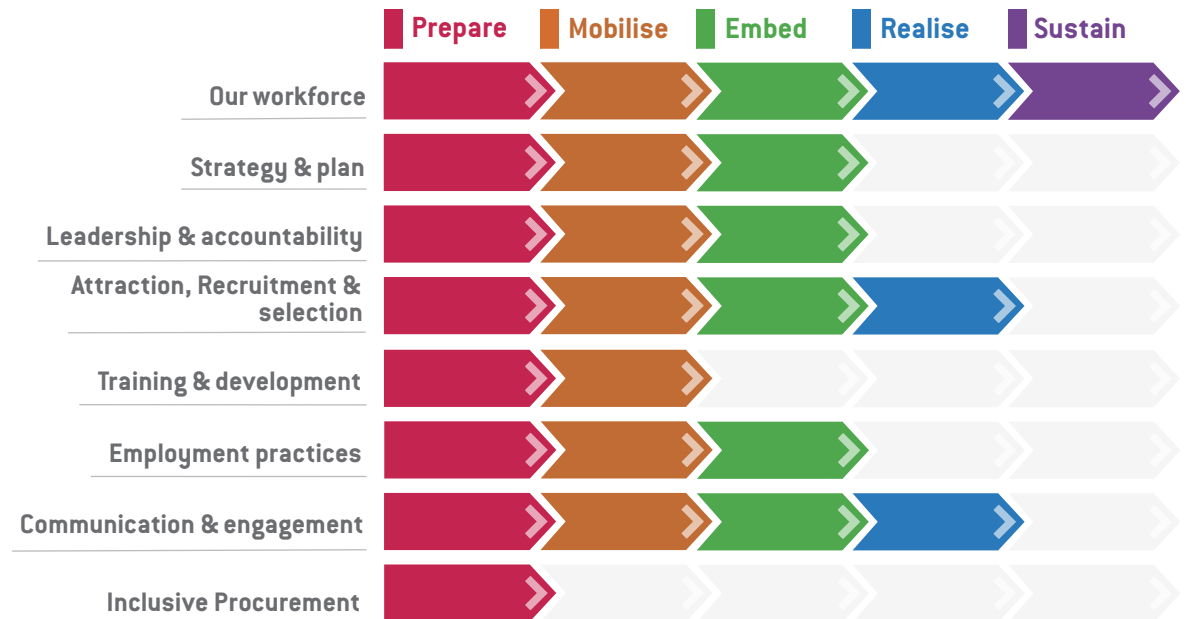 Prepare
Mobilise
Embed
Realise
Sustain
Our workforce
Strategy & plan
Leadership & accountability
Attraction, Recruitment &
selection
Training & development
Employment practices
Communication & engagement
Inclusive Procurement